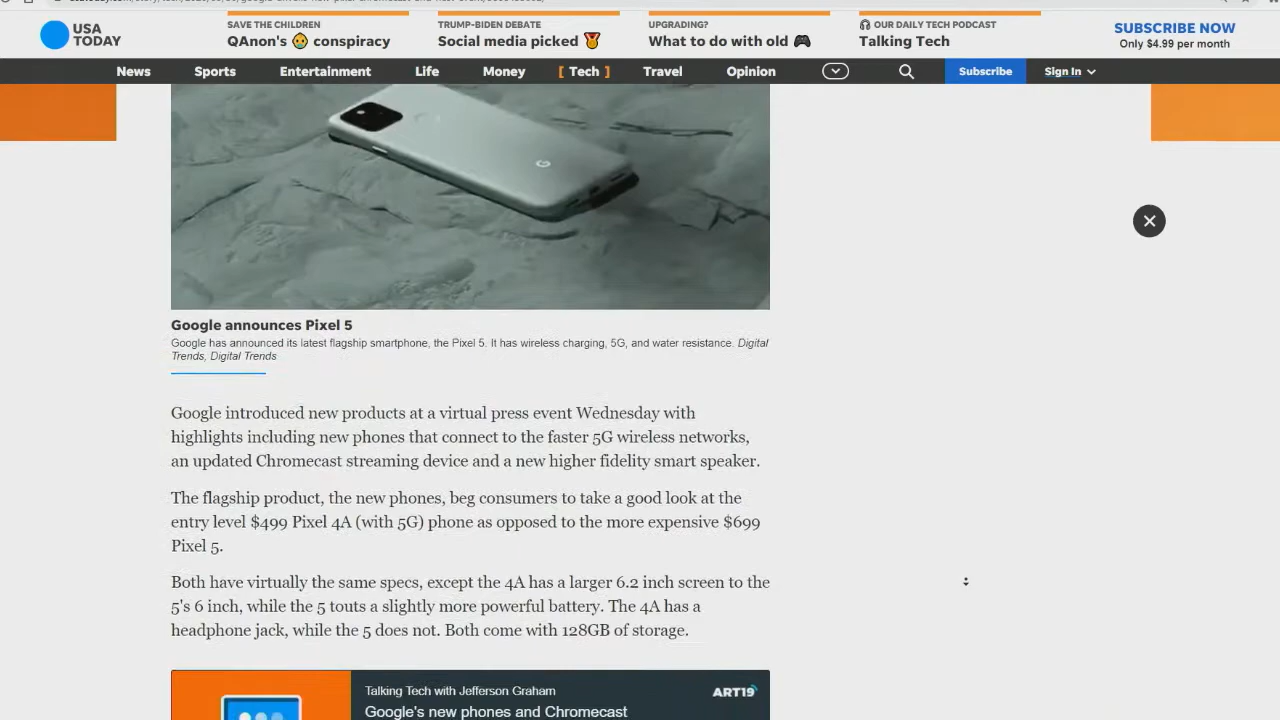 USA
TODAY
SAVE THE CHILDREN
QAnon's conspiracy
TRUMP-BIDEN DEBATE
Social media picked
UPGRADING?
What to do with old
OUR DAILY TECH PODCAST
Talking Tech
SUBSCRIBE NOW
Only $4.99 per month
News Sports Entertainment Life Money [ Tech ] Travel Opinion Subscribe Sign In
Google announces Pixel 5
Google has announced its latest flagship smartphone, the Pixel 5. It has wireless charging, 5G, and water resistance. Digital
Trends, Digital Trends
Google introduced new products at a virtual press event Wednesday with
highlights including new phones that connect to the faster 5G wireless networks,
an updated Chromecast streaming device and a new higher fidelity smart speaker.
The flagship product, the new phones, beg consumers to take a good look at the
entry level $499 Pixel 4A (with 5G) phone as opposed to the more expensive $699
Pixel 5.
Both have virtually the same specs, except the 4A has a larger 6.2 inch screen to the
5's 6 inch, while the 5 touts a slightly more powerful battery. The 4A has a
headphone jack, while the 5 does not. Both come with 128GB of storage.
Talking Tech with Jefferson Graham
ART19
Google's new phones and Chromecast